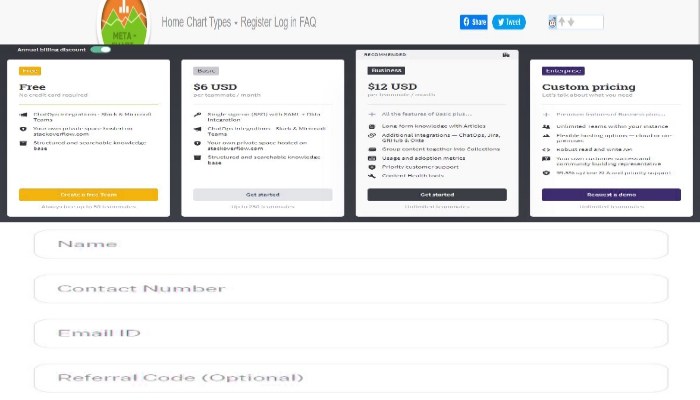 META -
Home Chart Types Register Log in FAQ
Share
Tweet
Annual billing discount
Free
Free
No credit card required
ChatOps integrations - Slack & Microsoft
Teams
Your own private space hosted on
stackoverflow.com
Structured and searchable knowledge
base
Create a free Team
Always free up to 50 teammates
Basic
$6 USD
per teammate / month
Single sign-on (SSO) with SAML + Data
Integration
ChatOps Integrations - Slack & Microsoft
Teams
Your own private space hosted on
stackoverflow.com
Structured and searchable knowledge
base
Get started
Up to 250 teammates
RECOMMENDED
Business
$12 USD
per teammate / month
All the features of Basic plus...
Long-form knowledge with Articles
Additional integrations — ChatOps, Jira,
GitHub & Okta
Group content together into Collections
Usage and adoption metrics
Priority customer support
Content Health tools
Get started
Unlimited teammates
Enterprise
Custom pricing
Let's talk about what you need
Premium features of Business plus...
Unlimited Teams within your instance
Flexible hosting options — cloud or on-
premises
Robust read and write API
Your own customer success and
community building representative
99.8% uptime SLA and priority support
Request a demo
Unlimited teammates
Name
Contact Number
Email ID
Referral Code (Optional)